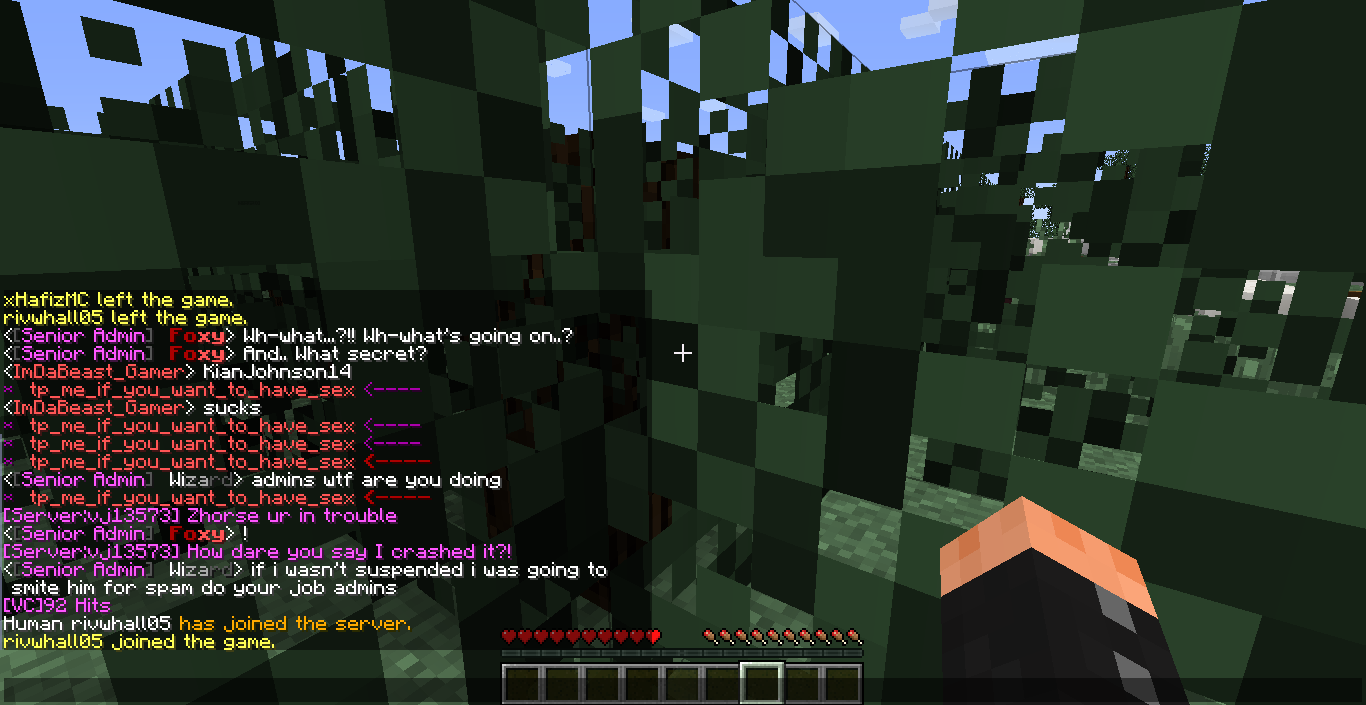 xHafizMC left the game.
rivwhall05 left the game.
<[Senior Admin] Foxy> Wh-what...?!! Wh-what's going on..?
<[Senior Admin] Foxy> And.. What secret?
<ImDaBeast_Gamer> KianJohnson14
* tp_me_if_you_want_to_have_sex <----
<ImDaBeast_Gamer> sucks
* tp_me_if_you_want_to_have_sex <----
* tp_me_if_you_want_to_have_sex <----
* tp_me_if_you_want_to_have_sex <----
<[Senior Admin] Wizard> admins wtf are you doing
* tp_me_if_you_want_to_have_sex <----
[Server:vj13573] Zhorse ur in trouble
<[Senior Admin] Foxy> !
[Server:vj13573] How dare you say I crashed it?!
<[Senior Admin] Wizard> if i wasn't suspended i was going to
smite him for spam do your job admins
[VC]92 Hits
Human rivwhall05 has joined the server.
rivwhall05 joined the game.